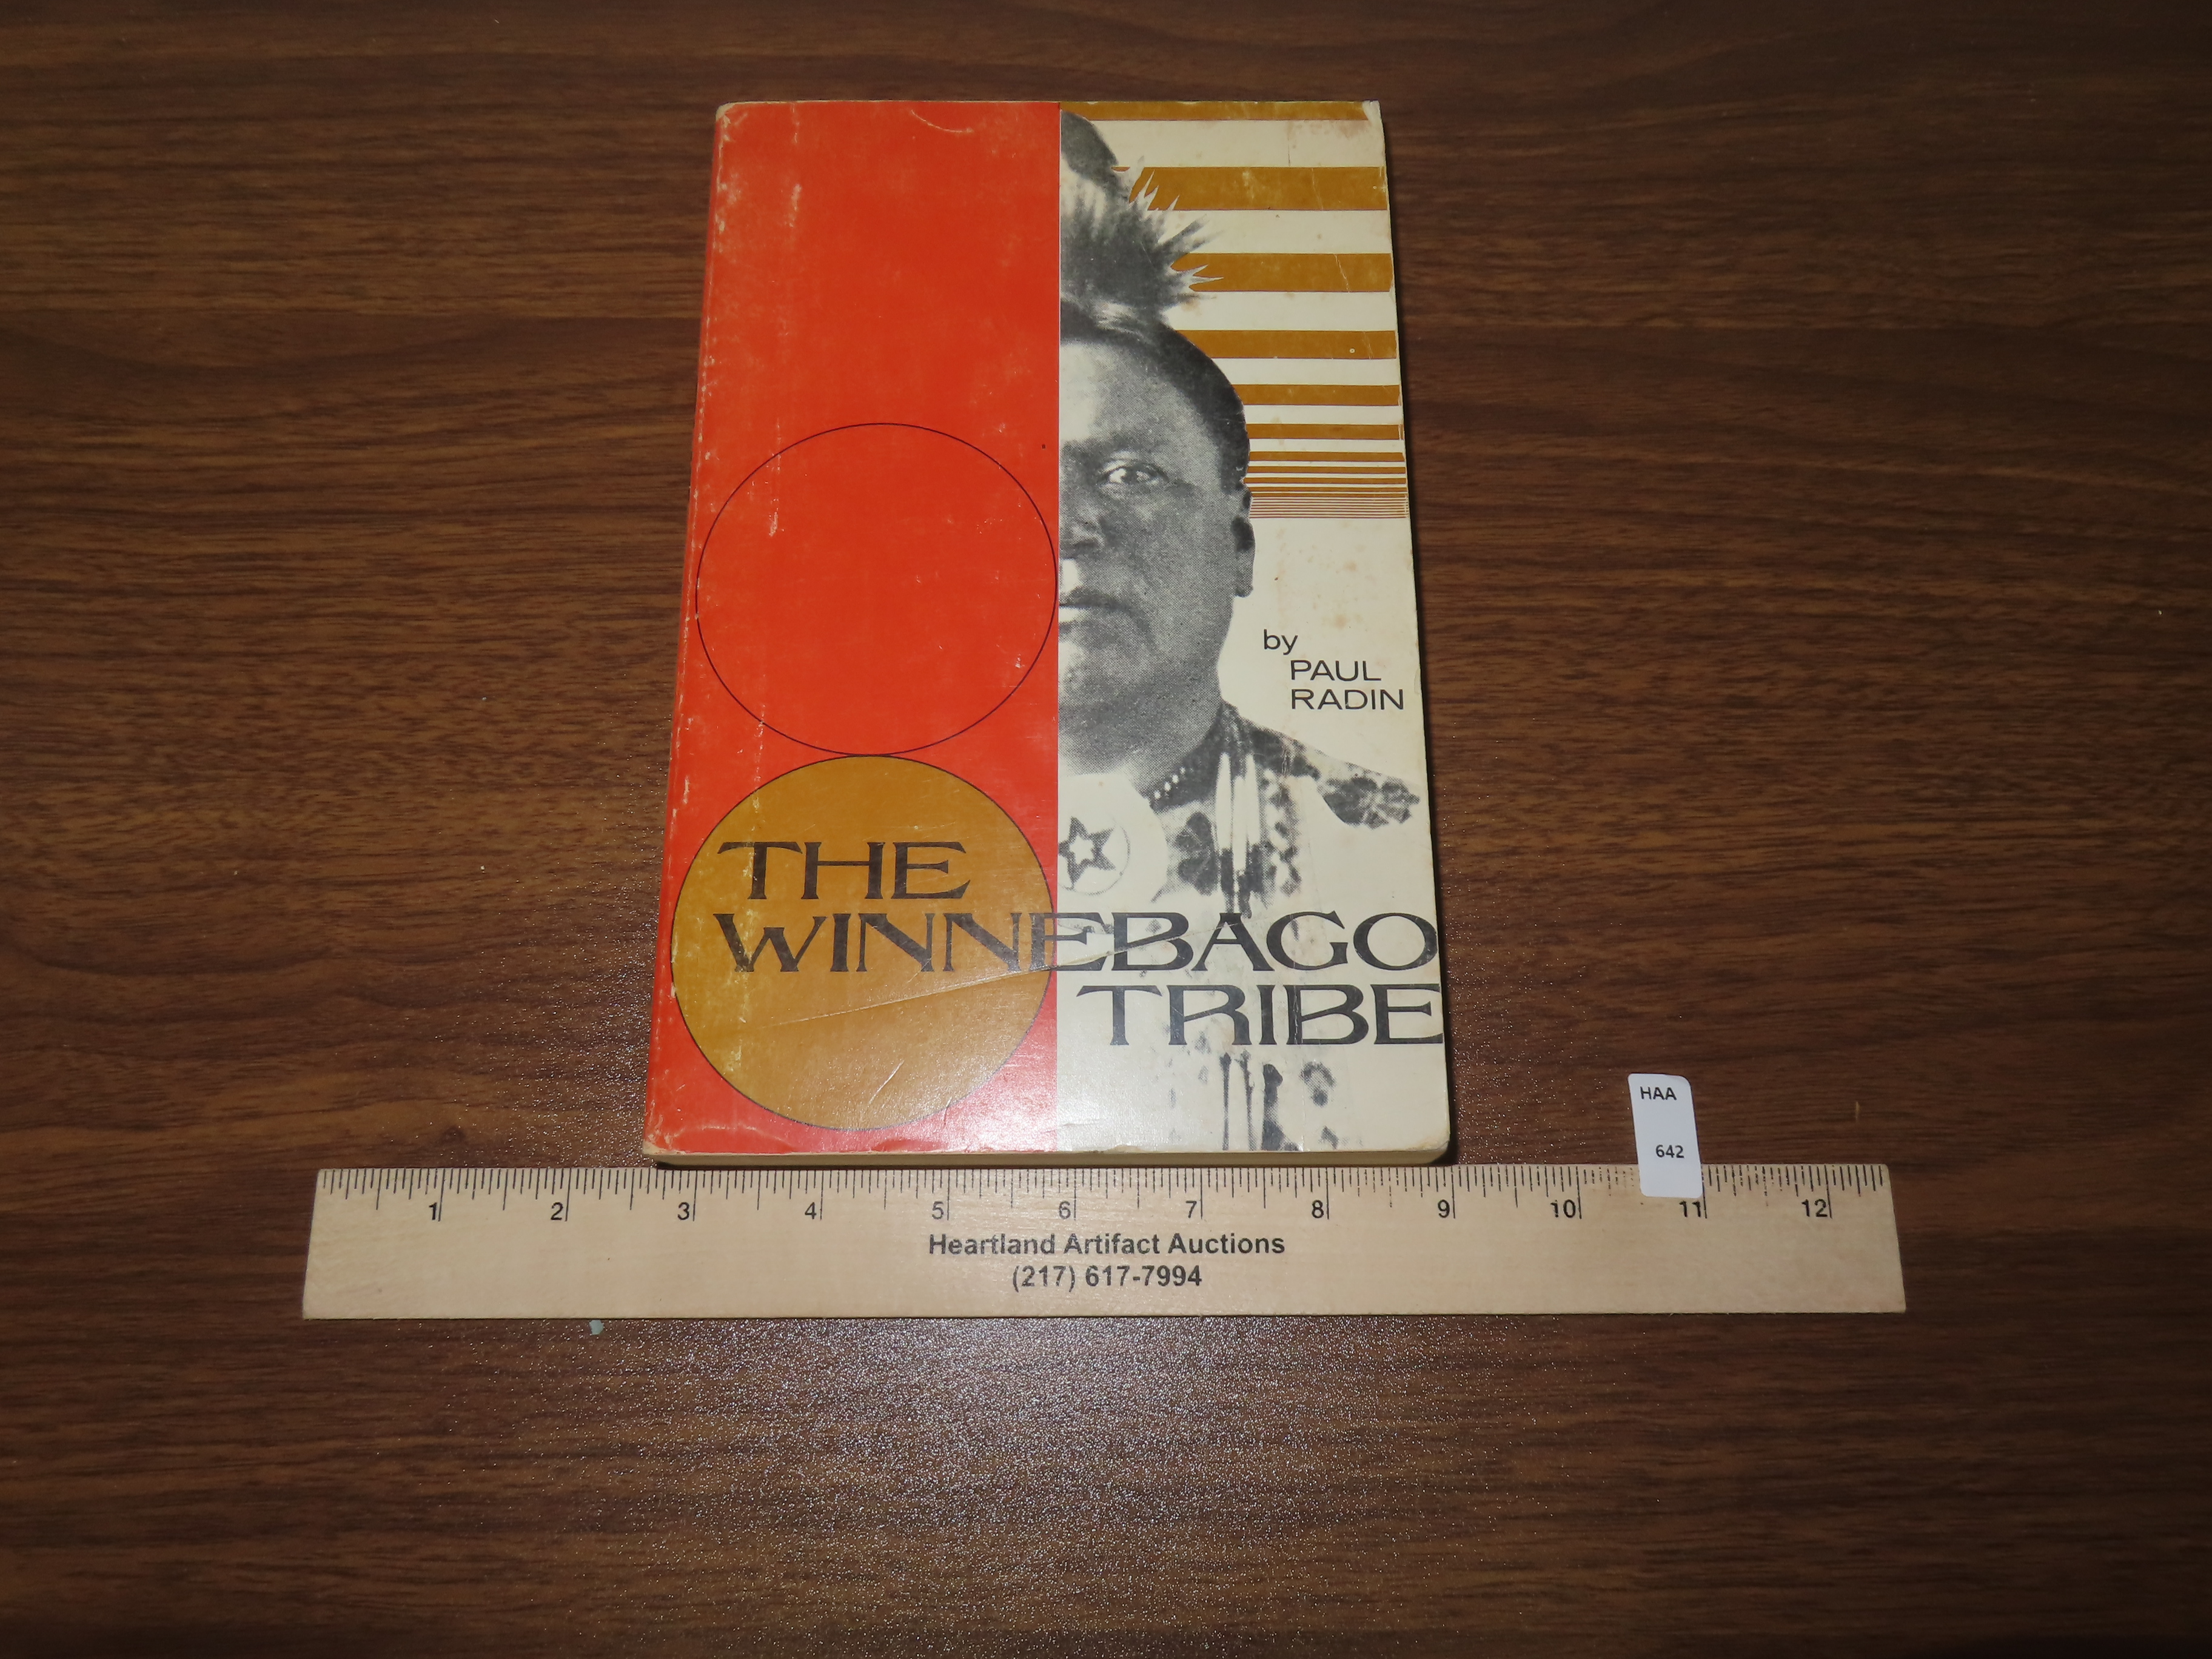 by
PAUL
RADIN
THE
WINNEBAGO
TRIBE
HAA
642
1 2 3 4 5 6 7 8 9 10 11 12
Heartland Artifact Auctions
(217) 617-7994